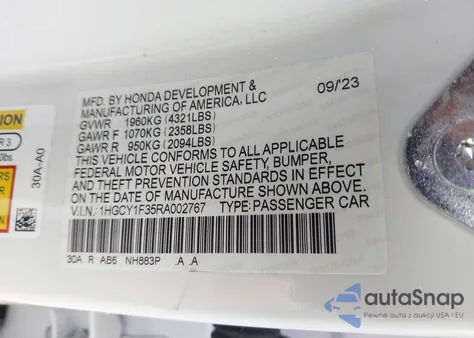 MFD. BY HONDA DEVELOPMENT & 09/23
MANUFACTURING OF AMERICA, LLC
GVWR 1960KG (4321LBS)
GAWR F 1070KG (2358LBS)
GAWR R 950KG (2094LBS)
THIS VEHICLE CONFORMS TO ALL APPLICABLE
FEDERAL MOTOR VEHICLE SAFETY, BUMPER,
AND THEFT PREVENTION STANDARDS IN EFFECT
ON THE DATE OF MANUFACTURE SHOWN ABOVE.
V.I.N.: 1HGCY1F35RA002767 TYPE: PASSENGER CAR
30A R AB6 NH883P .A .A
30A-A0
TION
autoSnap
Pewne auta z aukcji USA - EU